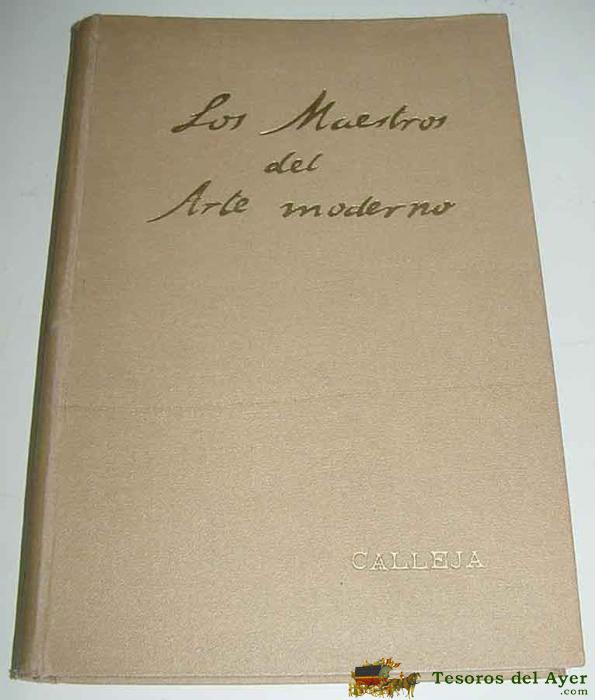 Los Maestros
del
Arte moderno
CALLEJA
Tesoros del Ayer
.com